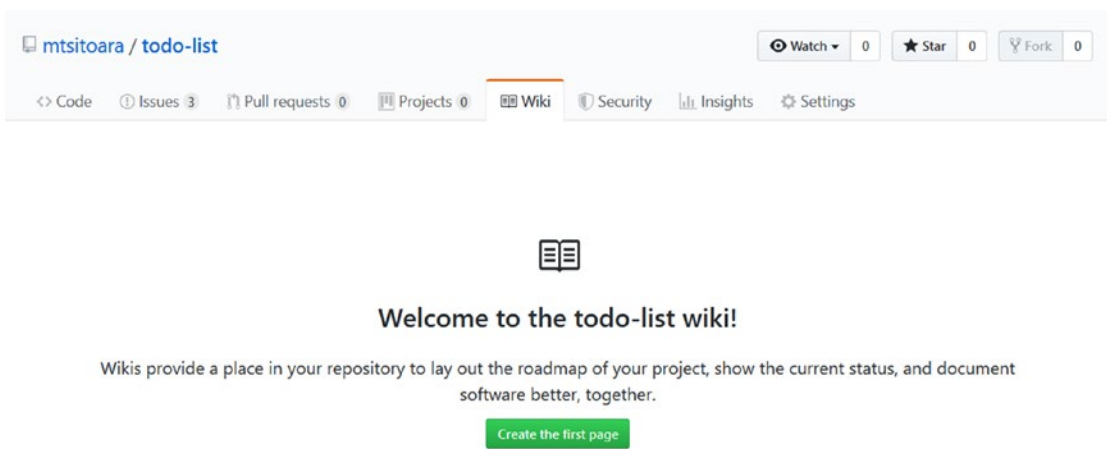 mtsitoara / todo-list
Watch 0 Star 0 Fork 0
Code Issues 3 Pull requests 0 Projects 0 Wiki Security Insights Settings
Welcome to the todo-list wiki!
Wikis provide a place in your repository to lay out the roadmap of your project, show the current status, and document
software better, together.
Create the first page